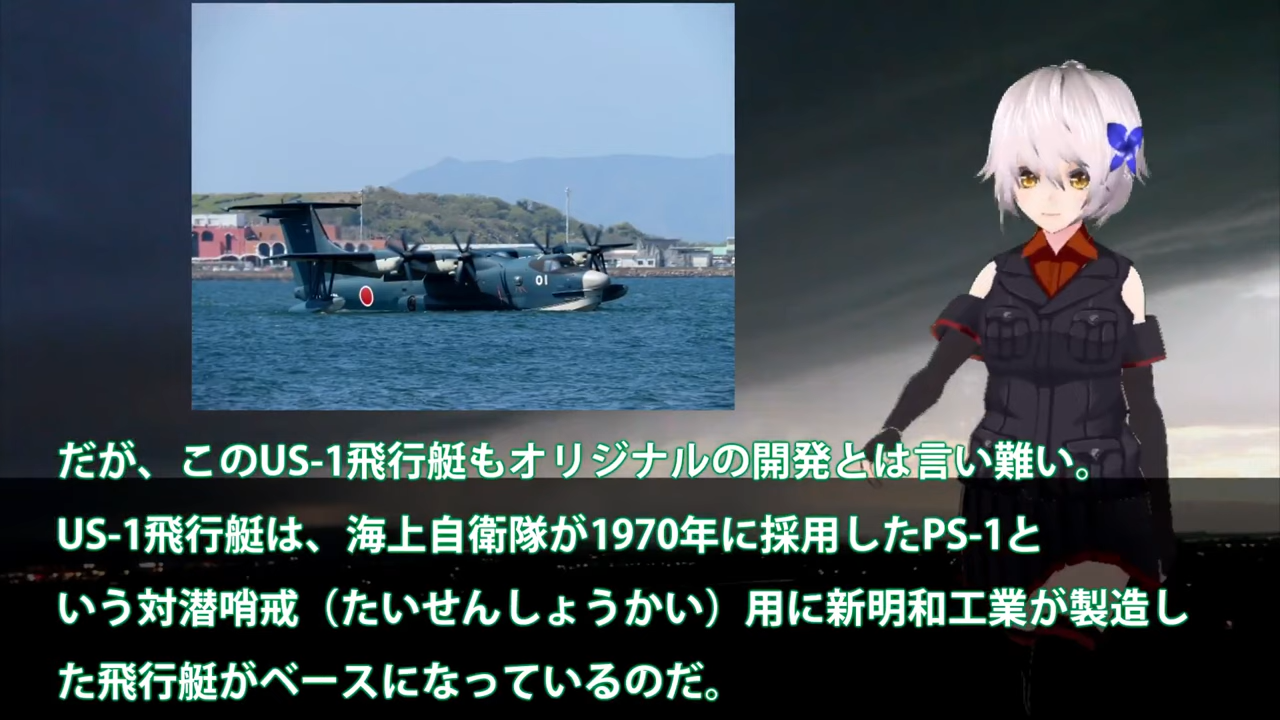 01
だが、このUS-1飛行艇もオリジナルの開発とは言い難い。
US-1飛行艇は、海上自衛隊が1970年に採用したPS-1と
いう対潜哨戒（たいせんしょうかい）用に新明和工業が製造し
た飛行艇がベースになっているのだ。